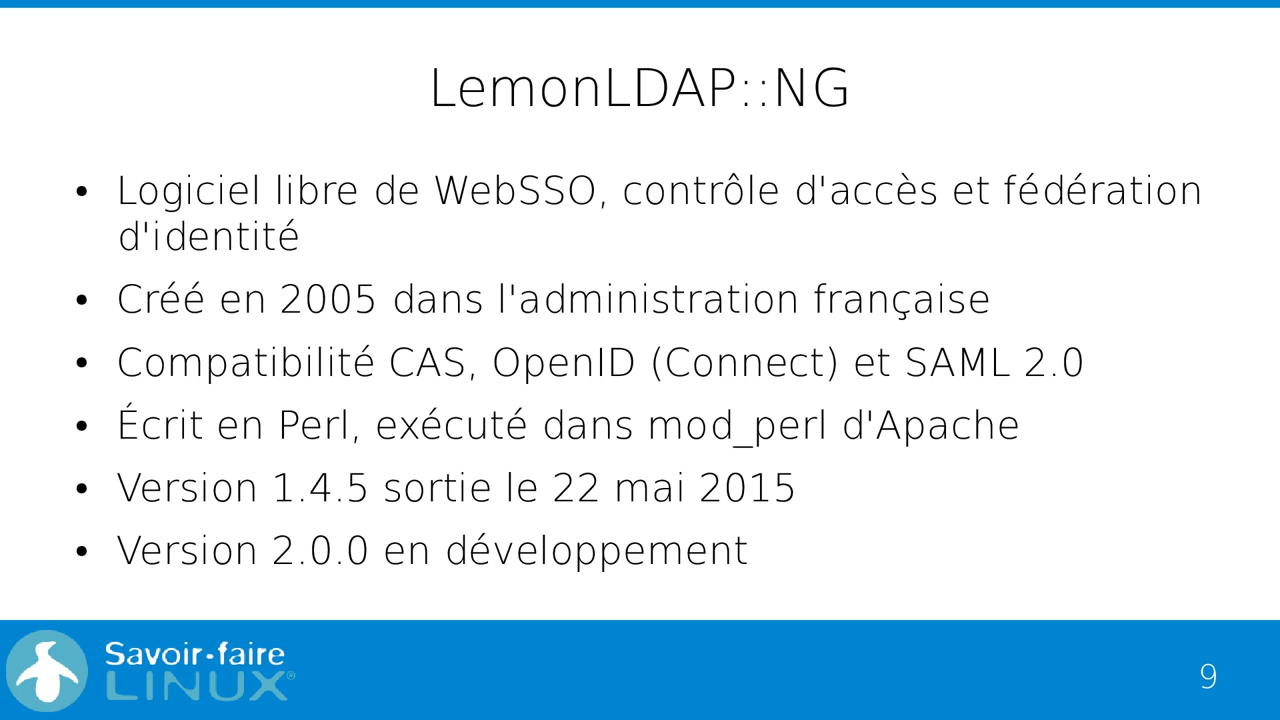 LemonLDAP::NG
• Logiciel libre de WebSSO, contrôle d'accès et fédération
d'identité
• Créé en 2005 dans l'administration française
• Compatibilité CAS, OpenID (Connect) et SAML 2.0
• Écrit en Perl, exécuté dans mod_perl d'Apache
• Version 1.4.5 sortie le 22 mai 2015
• Version 2.0.0 en développement
Savoir-faire
LINUX®
9